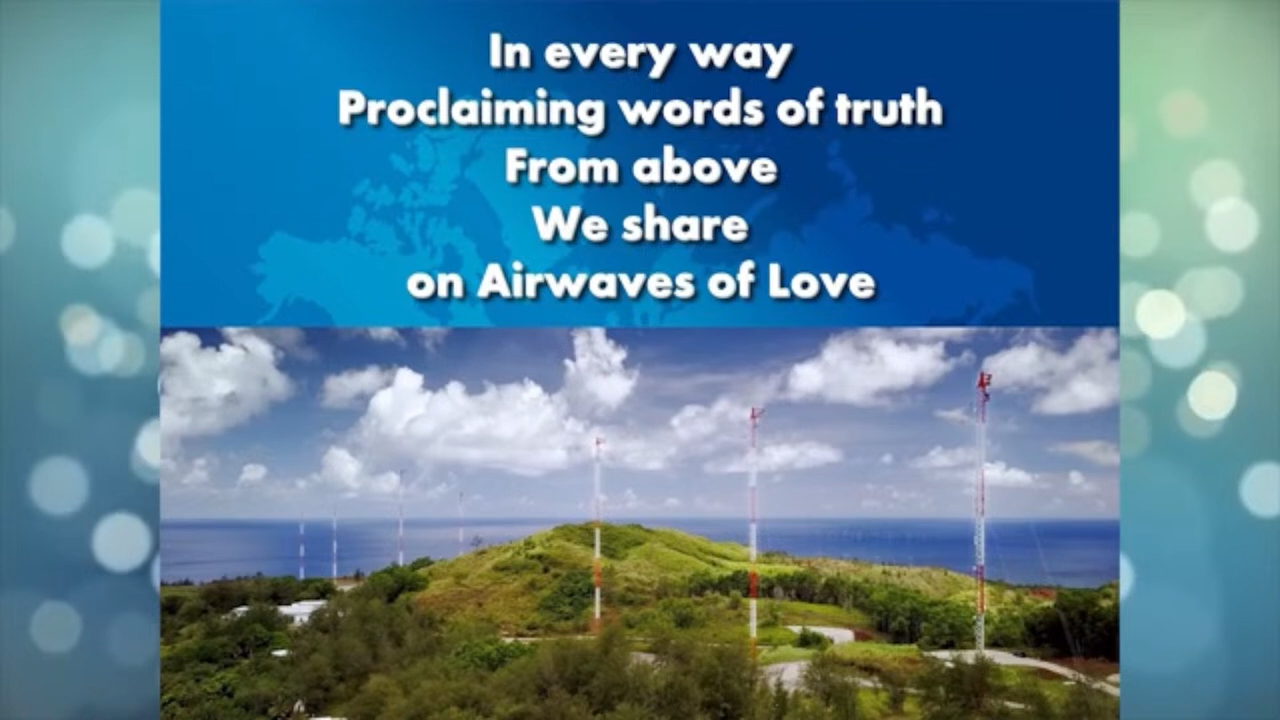 In every way
Proclaiming words of truth
From above
We share
on Airwaves of Love